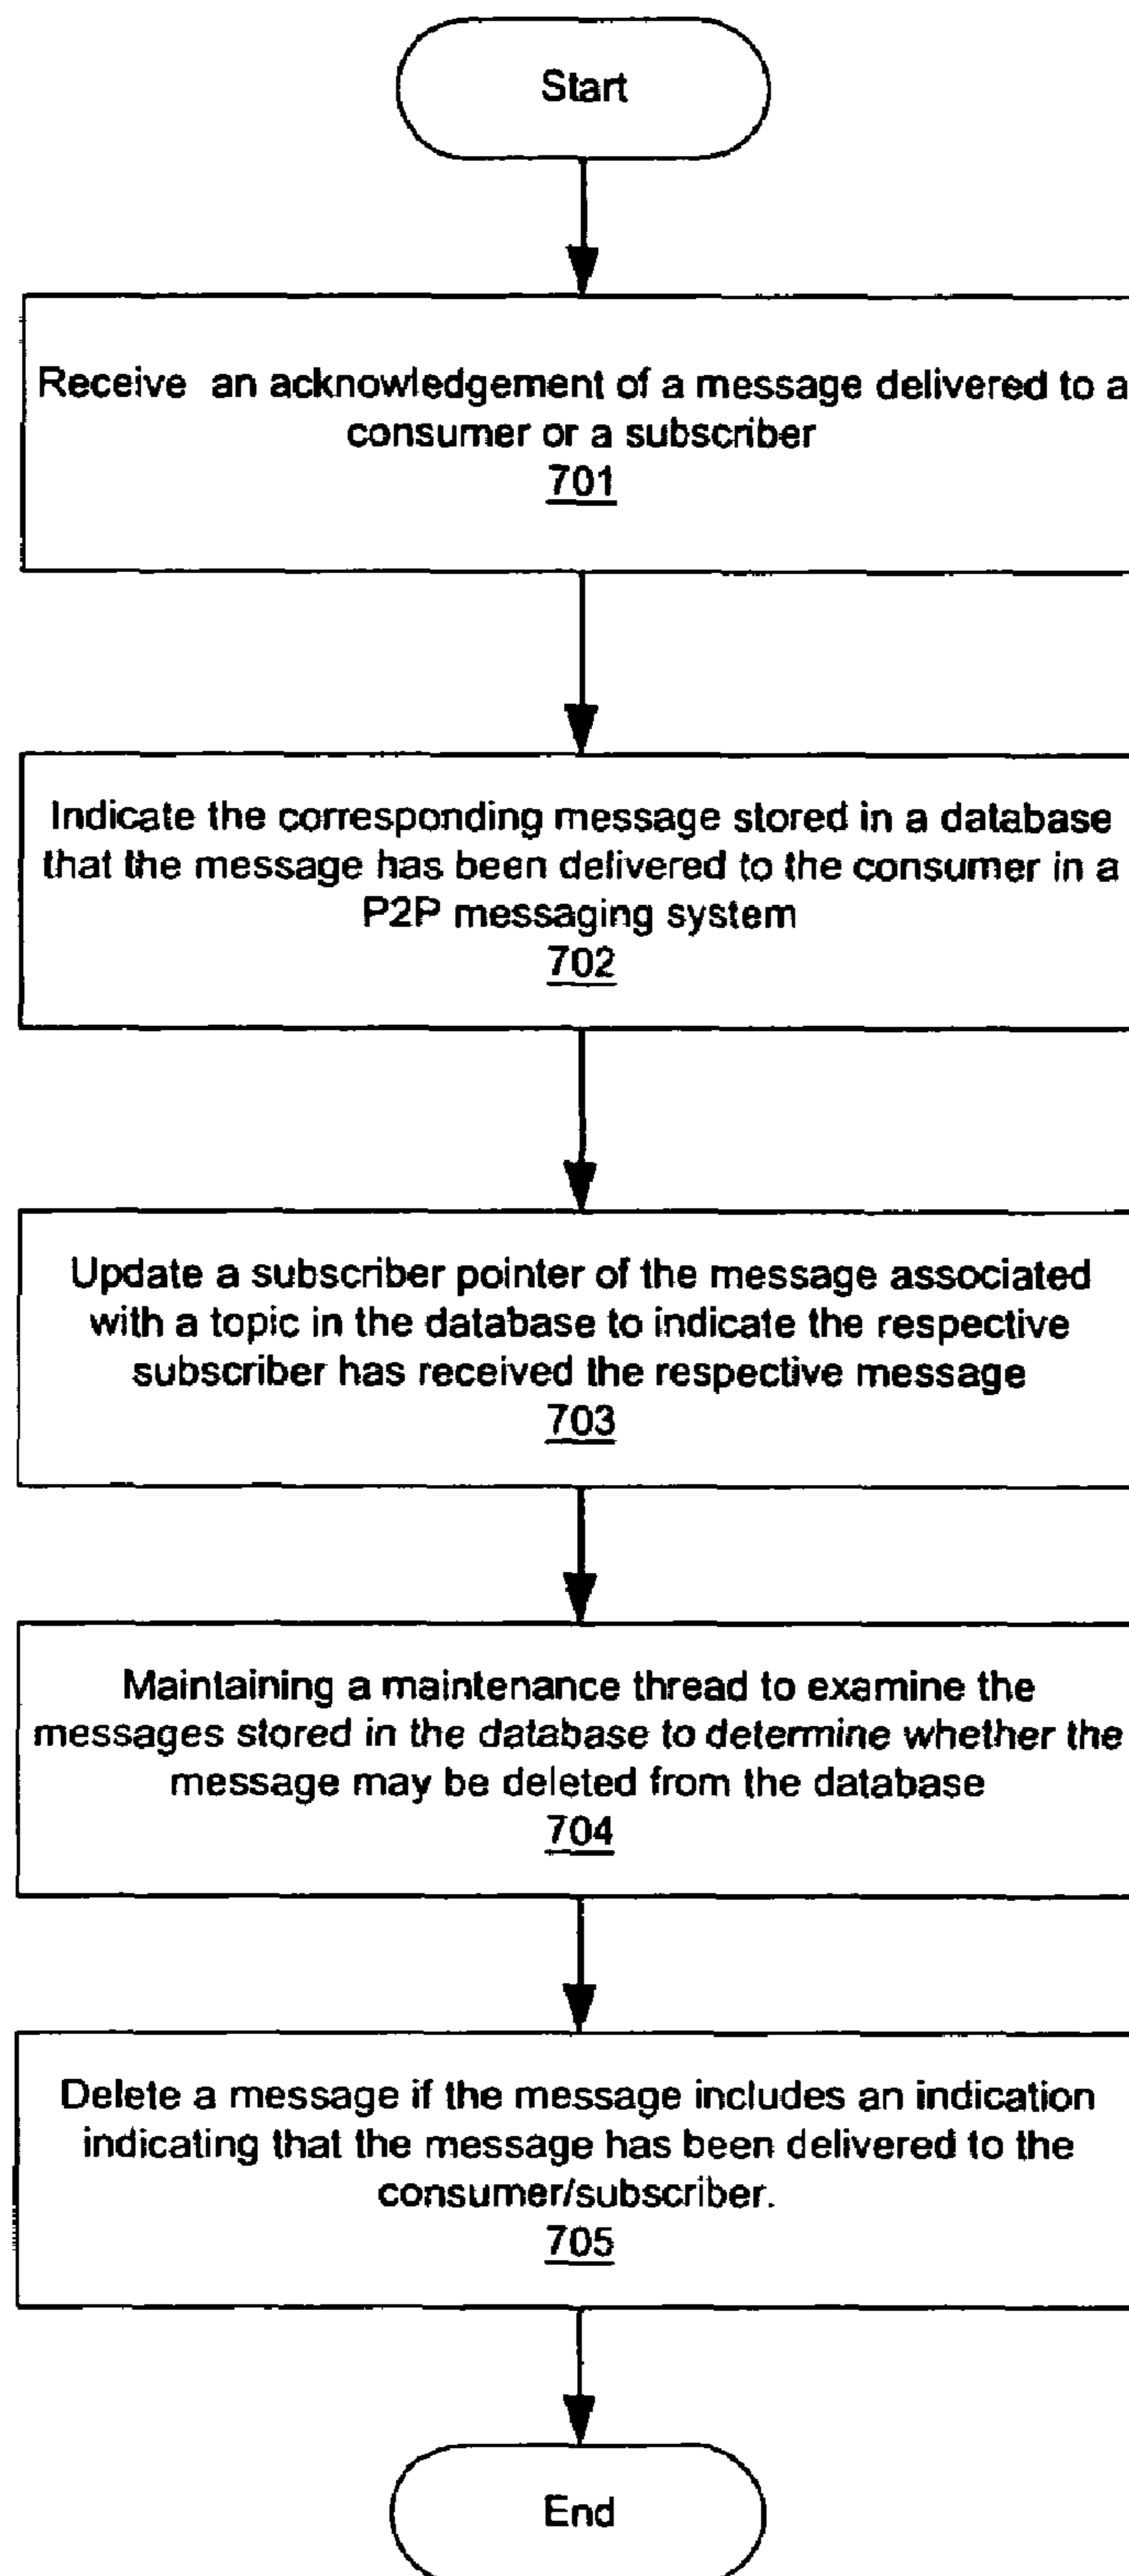 Start
Receive an acknowledgement of a message delivered to a
consumer or a subscriber
701
Indicate the corresponding message stored in a database
that the message has been delivered to the consumer in a
P2P messaging system
702
Update a subscriber pointer of the message associated
with a topic in the database to indicate the respective
subscriber has received the respective message
703
Maintaining a maintenance thread to examine the
messages stored in the database to determine whether the
message may be deleted from the database
704
Delete a message if the message includes an indication
indicating that the message has been delivered to the
consumer/subscriber.
705
End